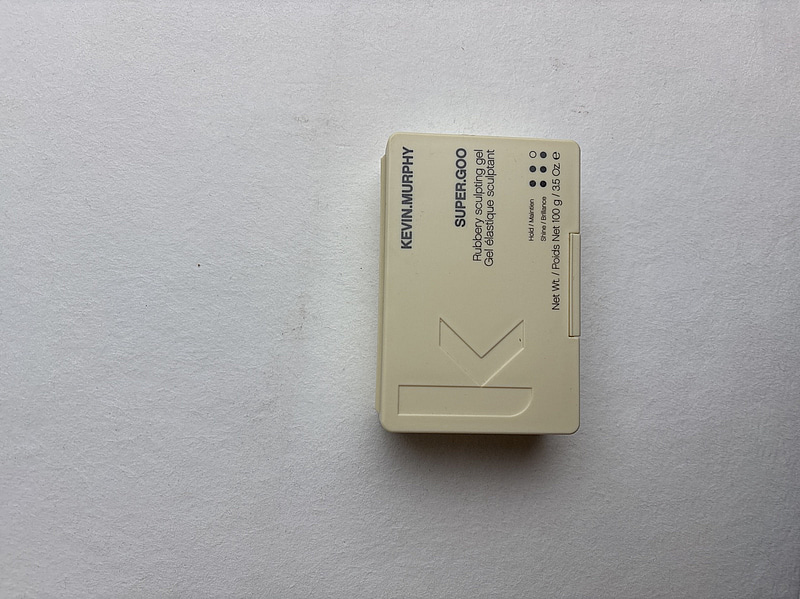 KEVIN.MURPHY
SUPER.GOO
Rubbery sculpting gel
Gel élastique sculptant
Hold / Maintien
Shine / Brillance
Net Wt. / Poids Net 100 g / 3.5 Oz. e
k